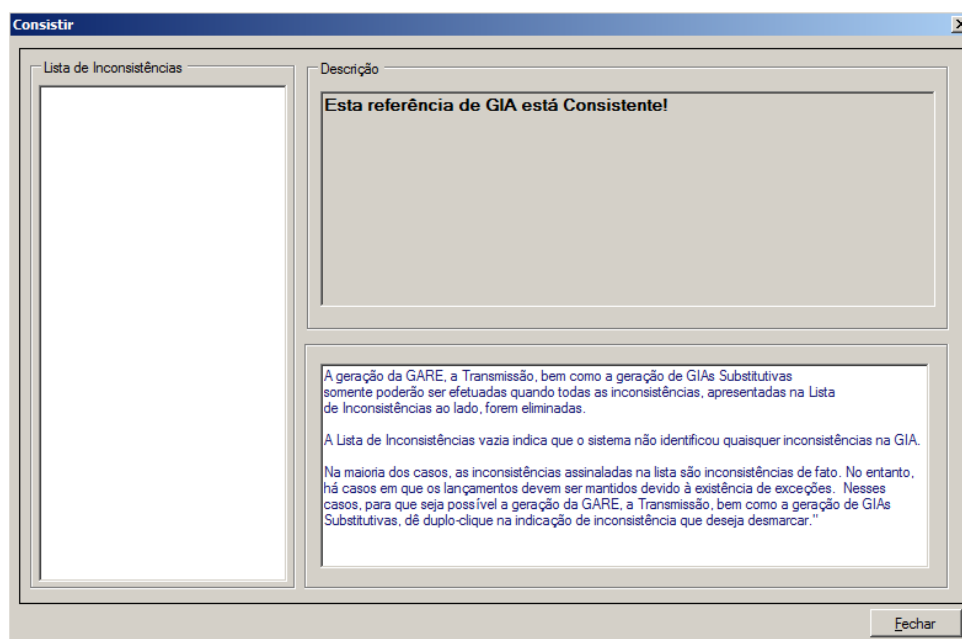 Consistir
Lista de Inconsistências
Descrição
Esta referência de GIA está Consistente!
A geração da GARE, a Transmissão, bem como a geração de GIAs Substitutivas
somente poderão ser efetuadas quando todas as inconsistências, apresentadas na Lista
de Inconsistências ao lado, forem eliminadas.
A Lista de Inconsistências vazia indica que o sistema não identificou quaisquer inconsistências na GIA.
Na maioria dos casos, as inconsistências assinaladas na lista são inconsistências de fato. No entanto,
há casos em que os lançamentos devem ser mantidos devido à existência de exceções.  Nesses
casos, para que seja possível a geração da GARE, a Transmissão, bem como a geração de GIAs
Substitutivas, dê duplo-clique na indicação de inconsistência que deseja desmarcar."
Fechar